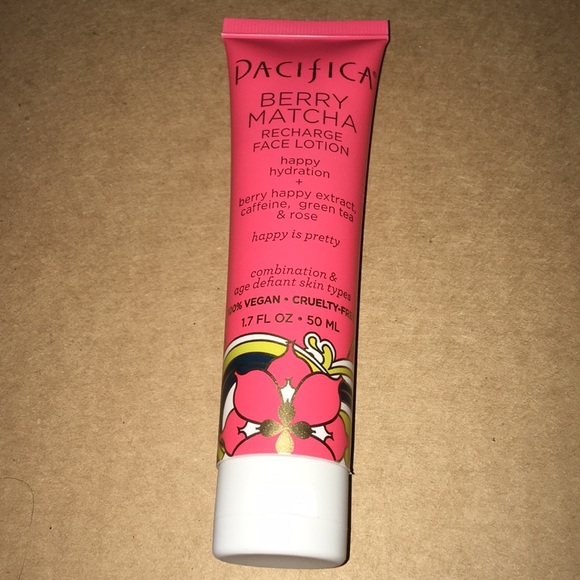 PACIFICA®
BERRY
MATCHA
RECHARGE
FACE LOTION
happy
hydration
+
berry happy extract,
caffeine, green tea
& rose
happy is pretty
combination &
age defiant skin types
100% VEGAN • CRUELTY-FREE
1.7 FL OZ • 50 ML